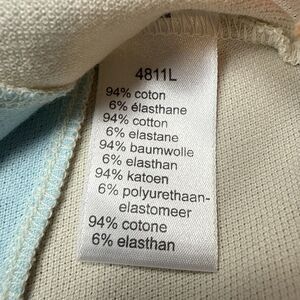 4811L
94% coton
6% élasthane
94% cotton
6% elastane
94% baumwolle
6% elasthan
94% katoen
6% polyurethaan-
elastomeer
94% cotone
6% elasthan